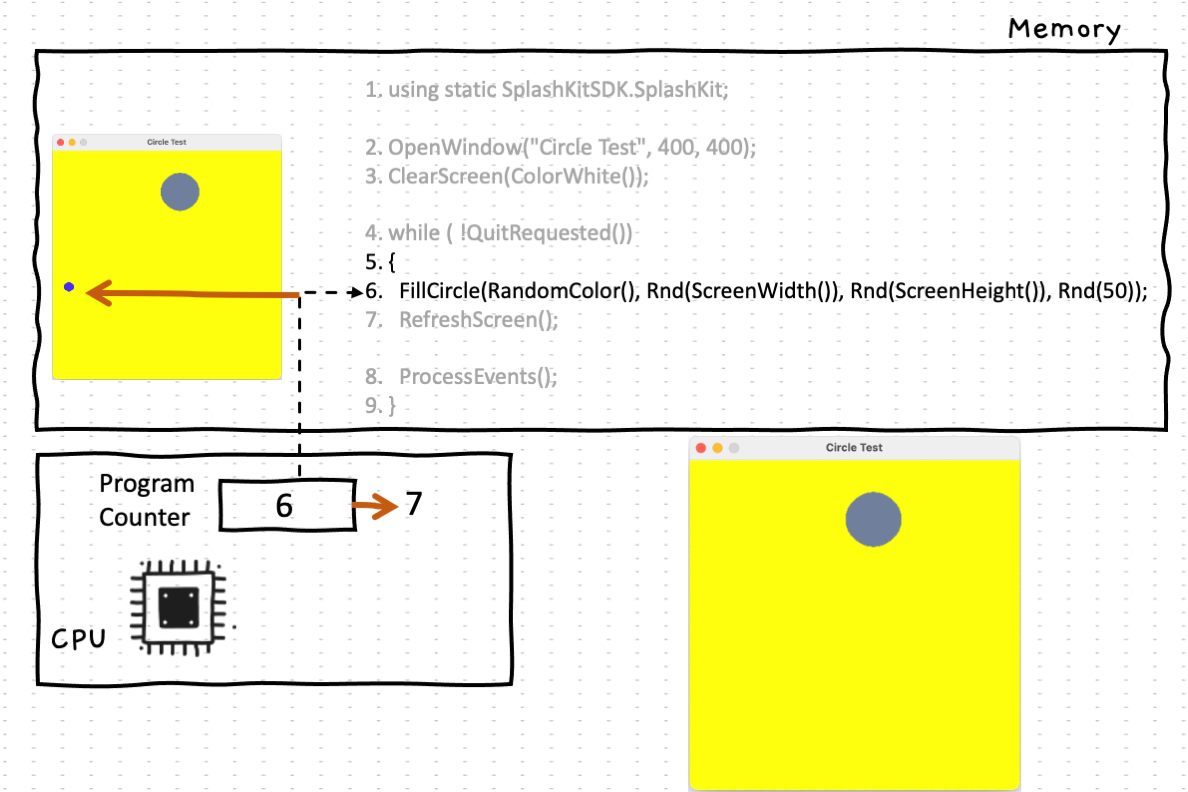 Memory
1. using static SplashKitSDK.SplashKit;
2. OpenWindow("Circle Test", 400, 400);
3. ClearScreen(ColorWhite());
4. while ( !QuitRequested())
5. {
6. FillCircle(RandomColor(), Rnd(ScreenWidth()), Rnd(ScreenHeight()), Rnd(50));
7. RefreshScreen();
8. ProcessEvents();
9. }
Circle Test
Program
Counter
6
7
CPU
Circle Test